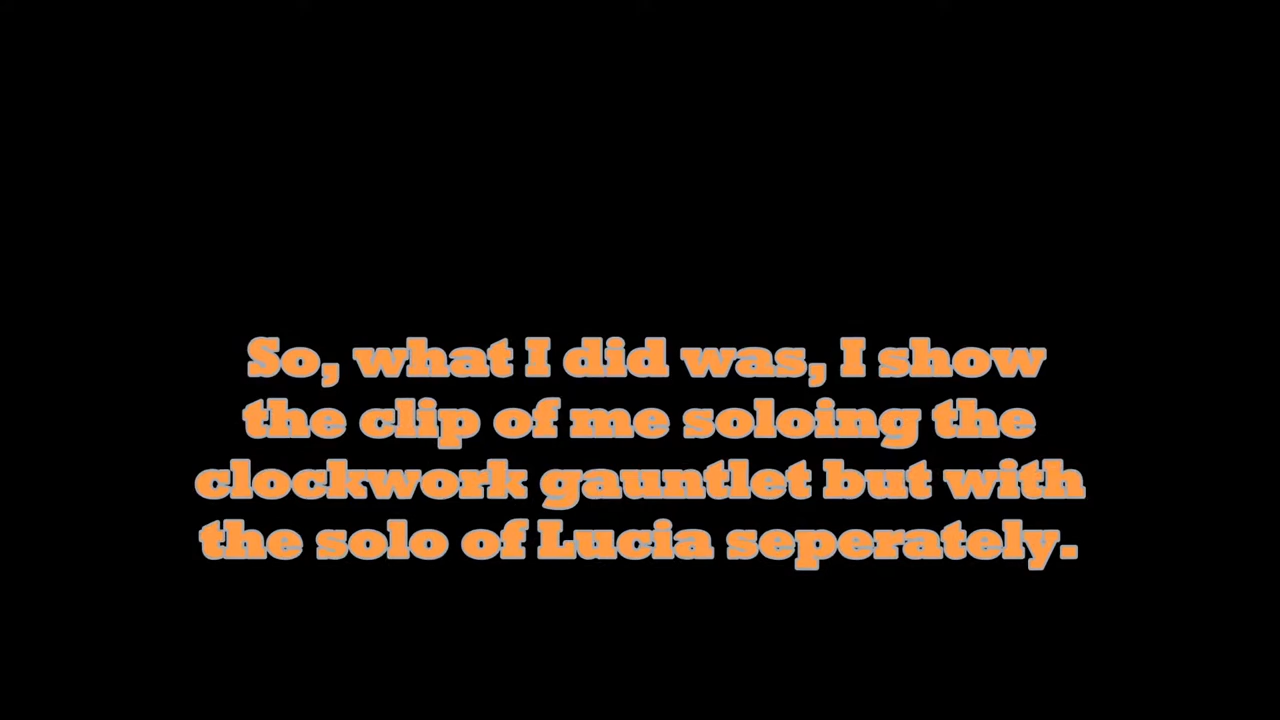 So, what I did was, I show
the clip of me soloing the
clockwork gauntlet but with
the solo of Lucia seperately.